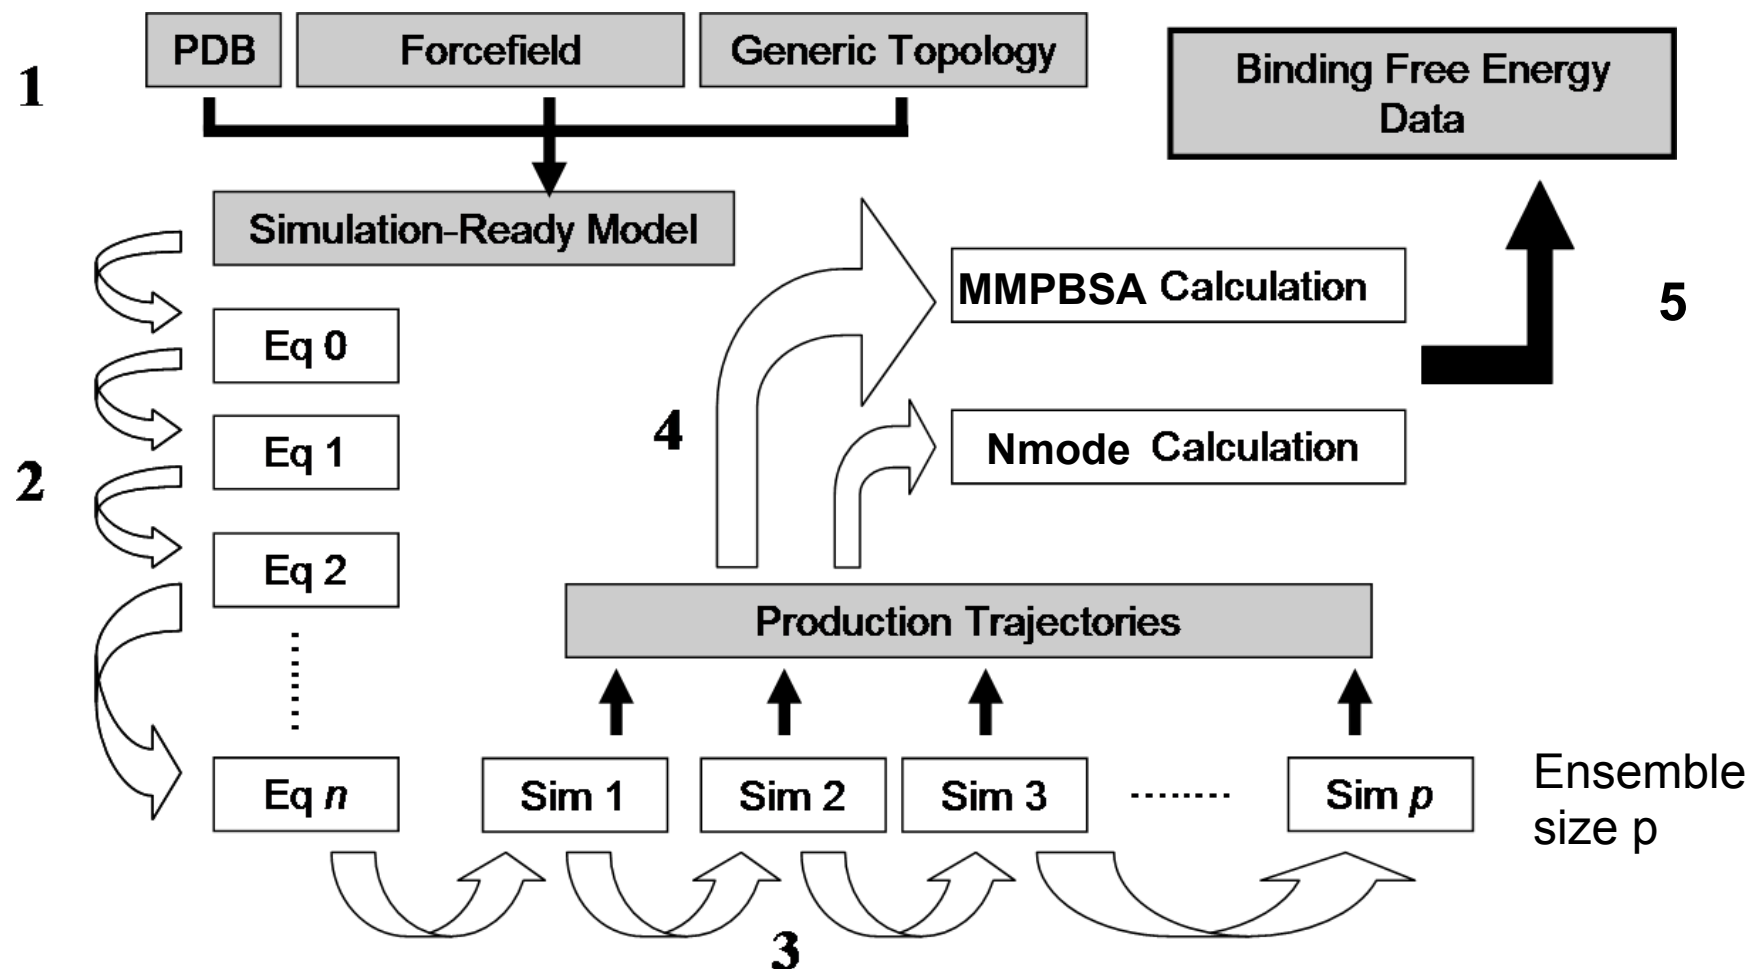 1
PDB
Forcefield
Generic Topology
Binding Free Energy
Data
Simulation-Ready Model
MMPBSA Calculation
5
Eq 0
4
Nmode Calculation
Eq 1
2
Eq 2
Production Trajectories
Eq n
Sim 1
Sim 2
Sim 3
Sim p
Ensemble
size p
3